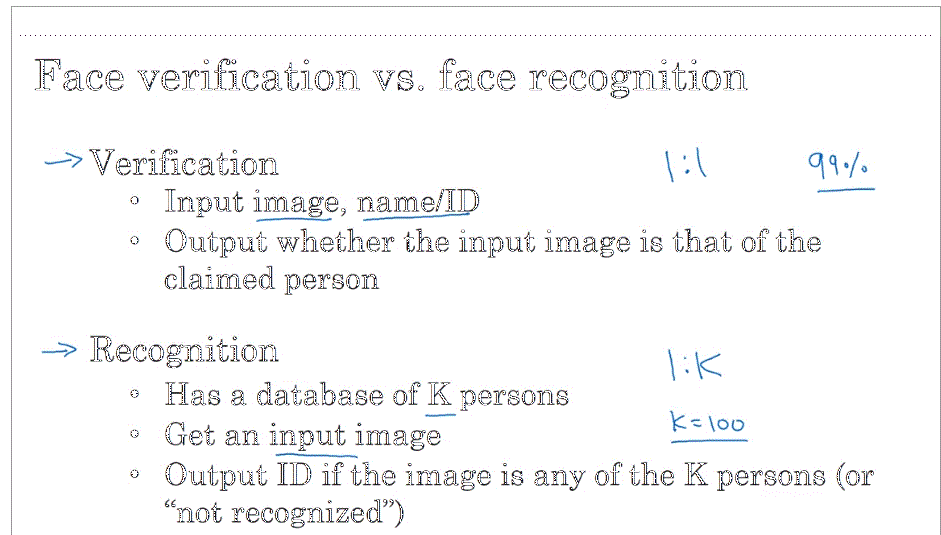 Face verification vs. face recognition
→ Verification 1:1 99%
◦ Input image, name/ID
◦ Output whether the input image is that of the
claimed person
→ Recognition 1:K
◦ Has a database of K persons
◦ Get an input image K=100
◦ Output ID if the image is any of the K persons (or
“not recognized”)